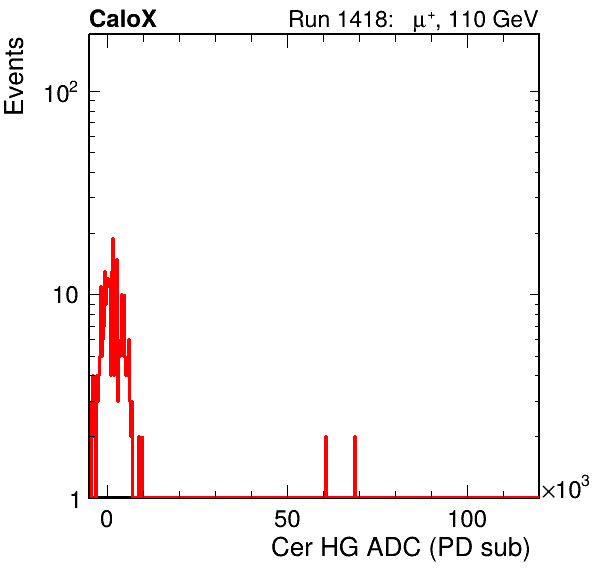 CaloX Run 1418: μ⁺, 110 GeV
Events
10²
10
1
0 50 100 ×10³
Cer HG ADC (PD sub)